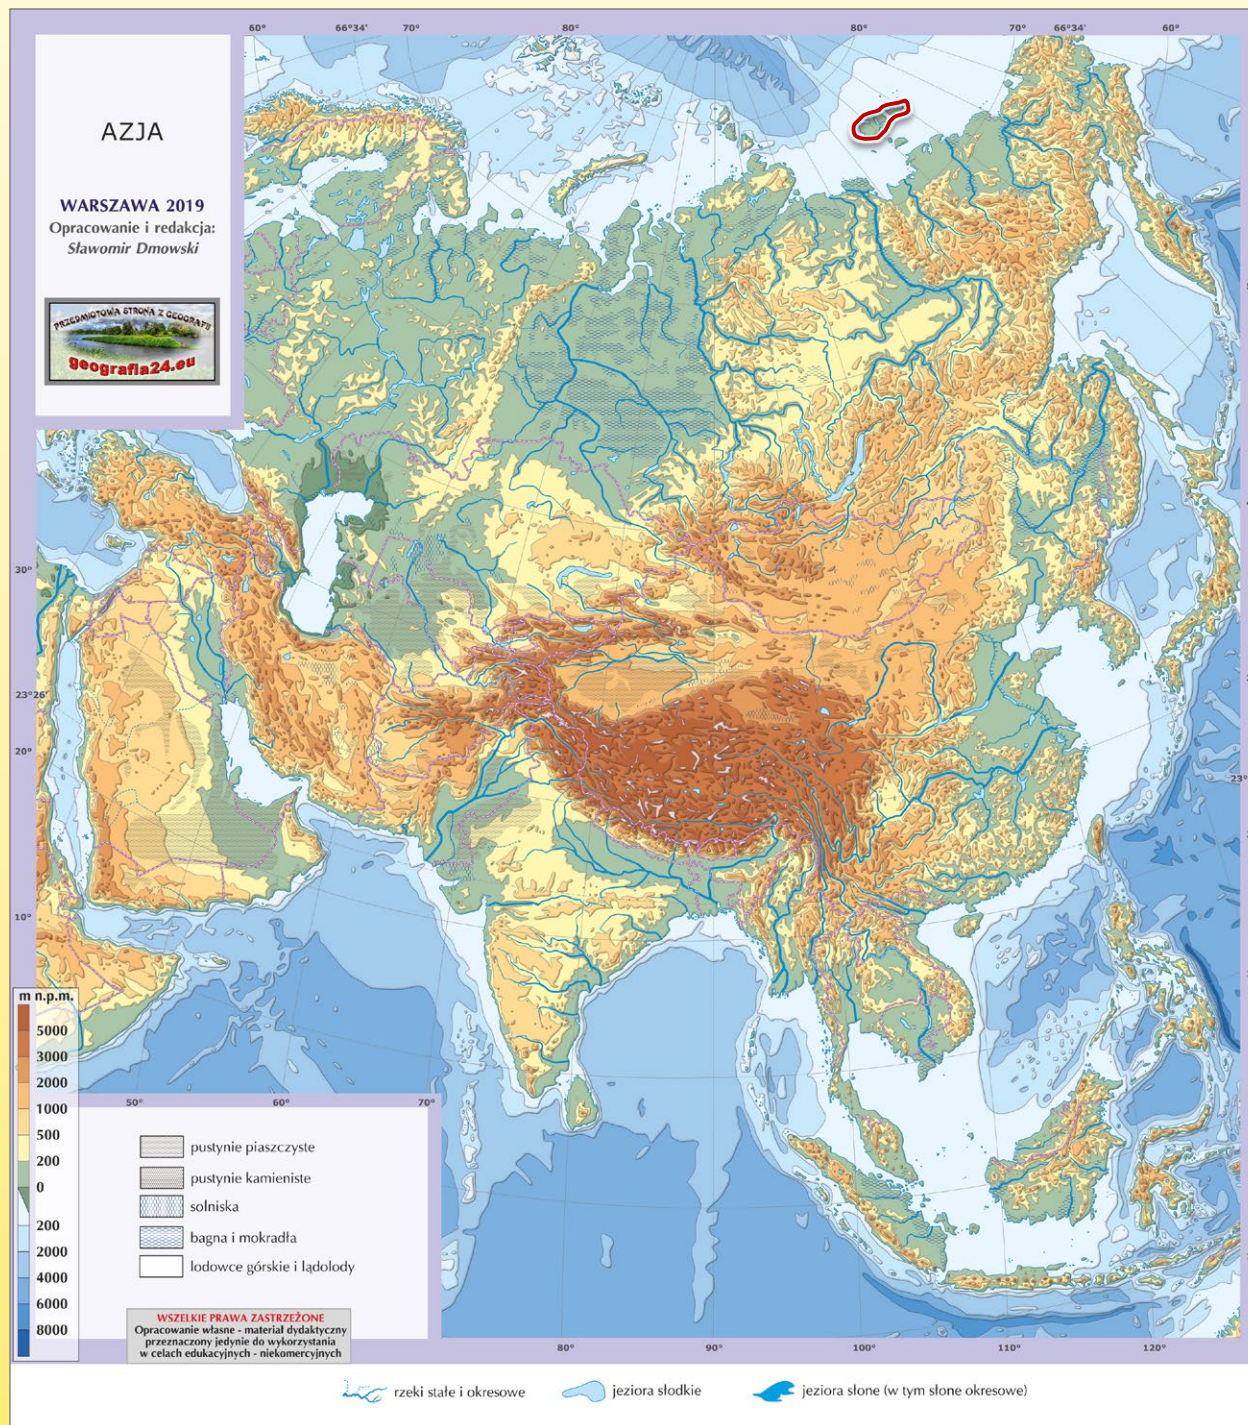 60° 66°34' 70° 80° 80° 70° 66°34' 60°
AZJA
WARSZAWA 2019
Opracowanie i redakcja:
Sławomir Dmowski
PRZEDMIOTOWA STRONA Z GEOGRAFII
geografia24.eu
30°
23°26'
20°
23°
10°
m n.p.m.
5000
3000
2000
1000
500
200
0
200
2000
4000
6000
8000
50° 60° 70°
pustynie piaszczyste
pustynie kamieniste
soliska
bagna i mokradła
lodowce górskie i lądolody
WSZELKIE PRAWA ZASTRZEŻONE
Opracowanie własne - materiał dydaktyczny
przeznaczony jedynie do wykorzystania
w celach edukacyjnych - niekomercyjnych
80° 90° 100° 110° 120°
rzeki stałe i okresowe
jeziora słodkie
jeziora słone (w tym słone okresowe)